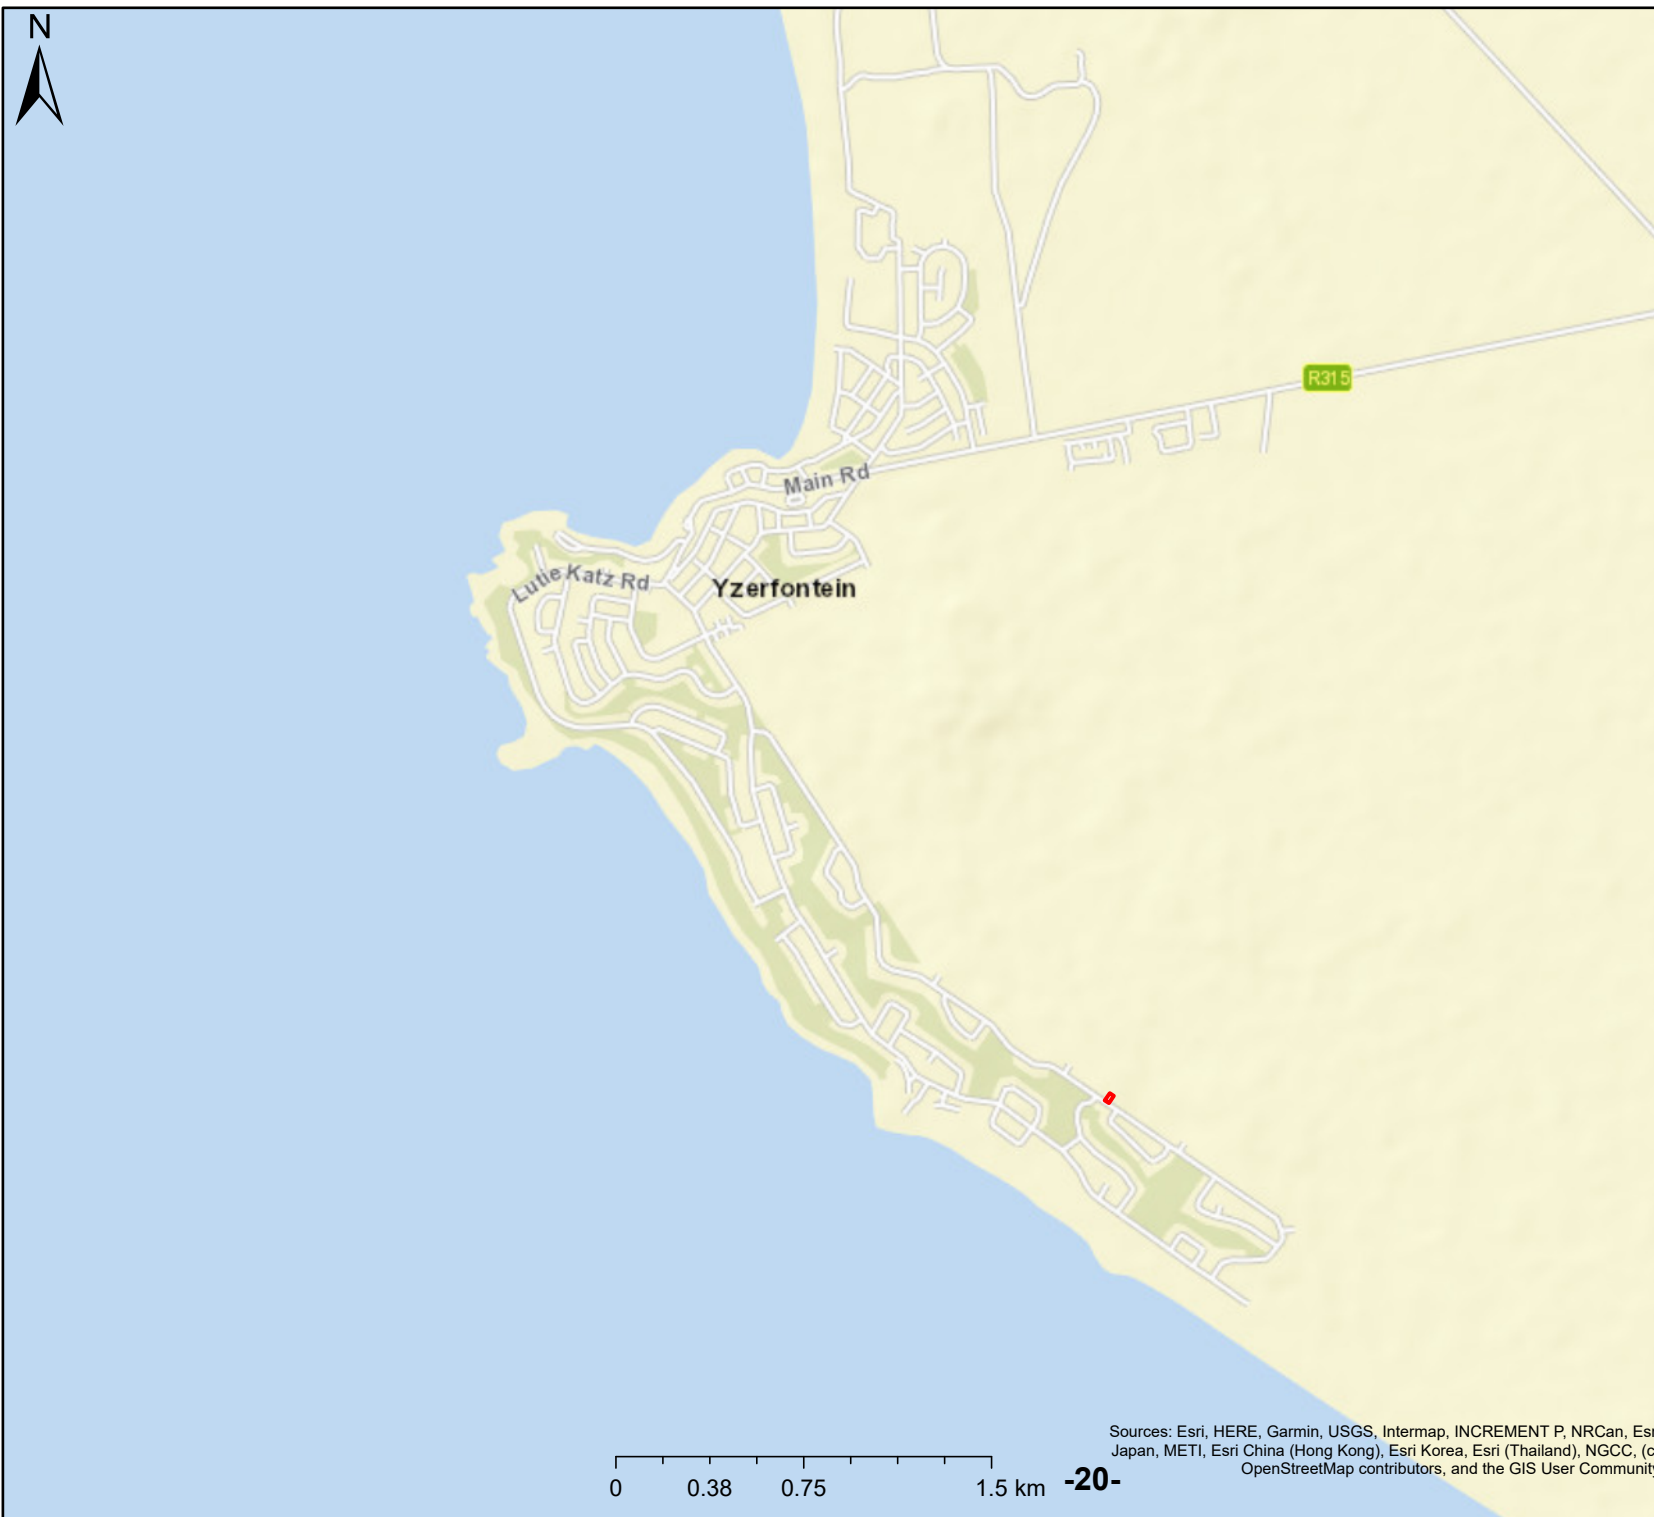 N
R315
Main Rd
Lutie Katz Rd
Yzerfontein
Sources: Esri, HERE, Garmin, USGS, Intermap, INCREMENT P, NRCan, Esri
Japan, METI, Esri China (Hong Kong), Esri Korea, Esri (Thailand), NGCC, (c
OpenStreetMap contributors, and the GIS User Community
0 0.38 0.75 1.5 km
-20-